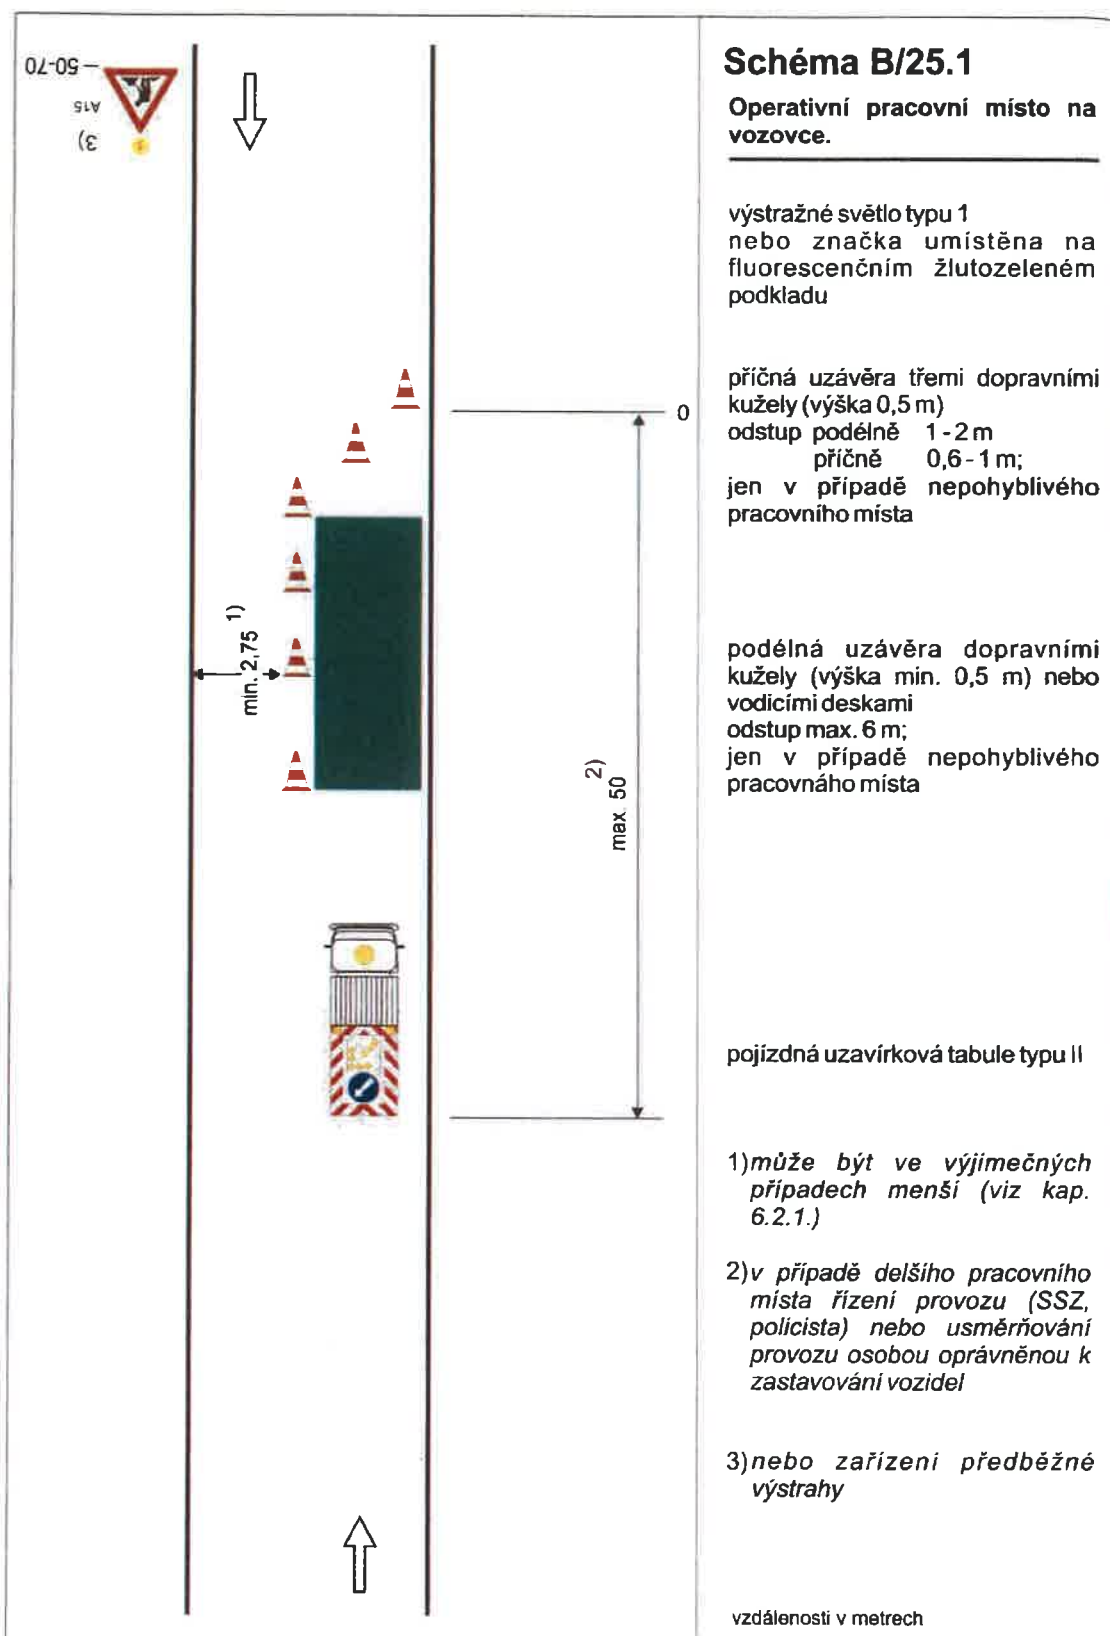 50-70
A15
3)
0
min. 2,75 1)
max. 50 2)
Schéma B/25.1
Operativní pracovní místo na
vozovce.
výstražné světlo typu 1
nebo značka umístěna na
fluorescenčním žlutozeleném
podkladu
příčná uzávěra třemi dopravními
kužely (výška 0,5 m)
odstup podélně 1-2 m
příčně 0,6-1 m;
jen v případě nepohyblivého
pracovního místa
podélná uzávěra dopravními
kužely (výška min. 0,5 m) nebo
vodicími deskami
odstup max. 6 m;
jen v případě nepohyblivého
pracovnáho místa
pojízdná uzavírková tabule typu II
1) může být ve výjimečných
případech menší (viz kap.
6.2.1.)
2) v případě delšího pracovního
místa řízení provozu (SSZ,
policista) nebo usměrňování
provozu osobou oprávněnou k
zastavování vozidel
3) nebo zařízení předběžné
výstrahy
vzdálenosti v metrech